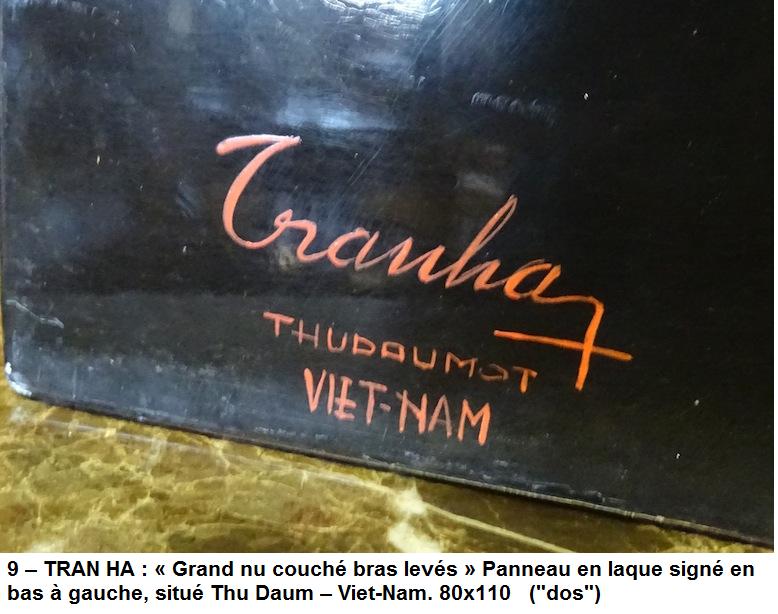 Tranha
THUDAUMOT
VIET-NAM
9 – TRAN HA : « Grand nu couché bras levés » Panneau en laque signé en
bas à gauche, situé Thu Daum – Viet-Nam. 80x110 ("dos")